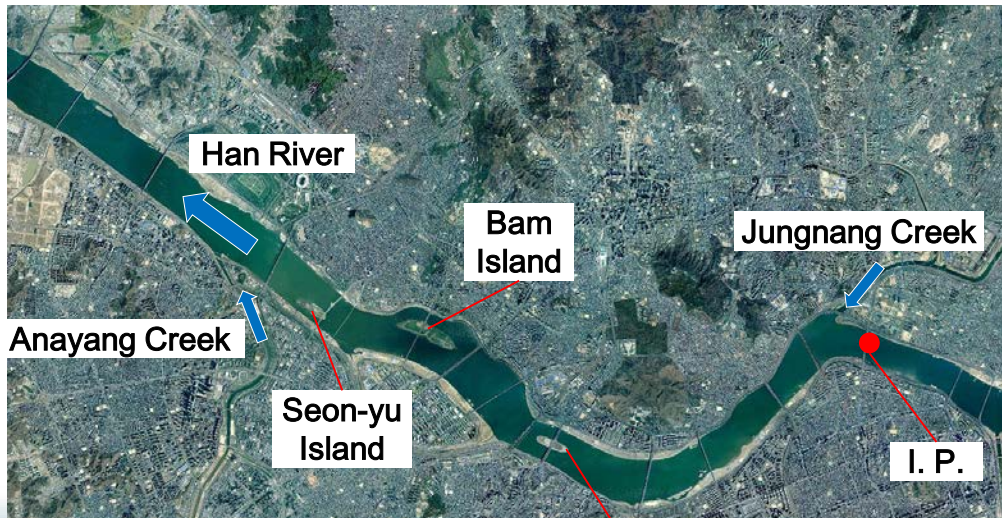 Han River
Bam
Island
Jungnang Creek
Anayang Creek
Seon-yu
Island
I. P.